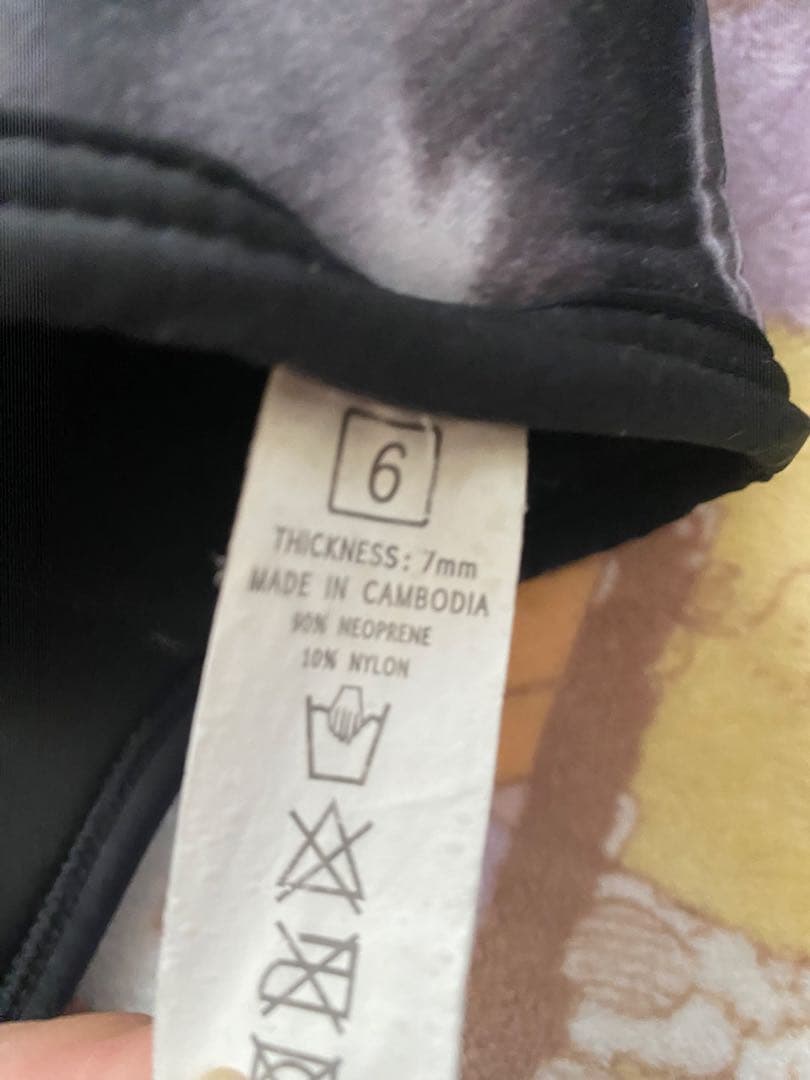 6
THICKNESS: 7mm
MADE IN CAMBODIA
90% NEOPRENE
10% NYLON